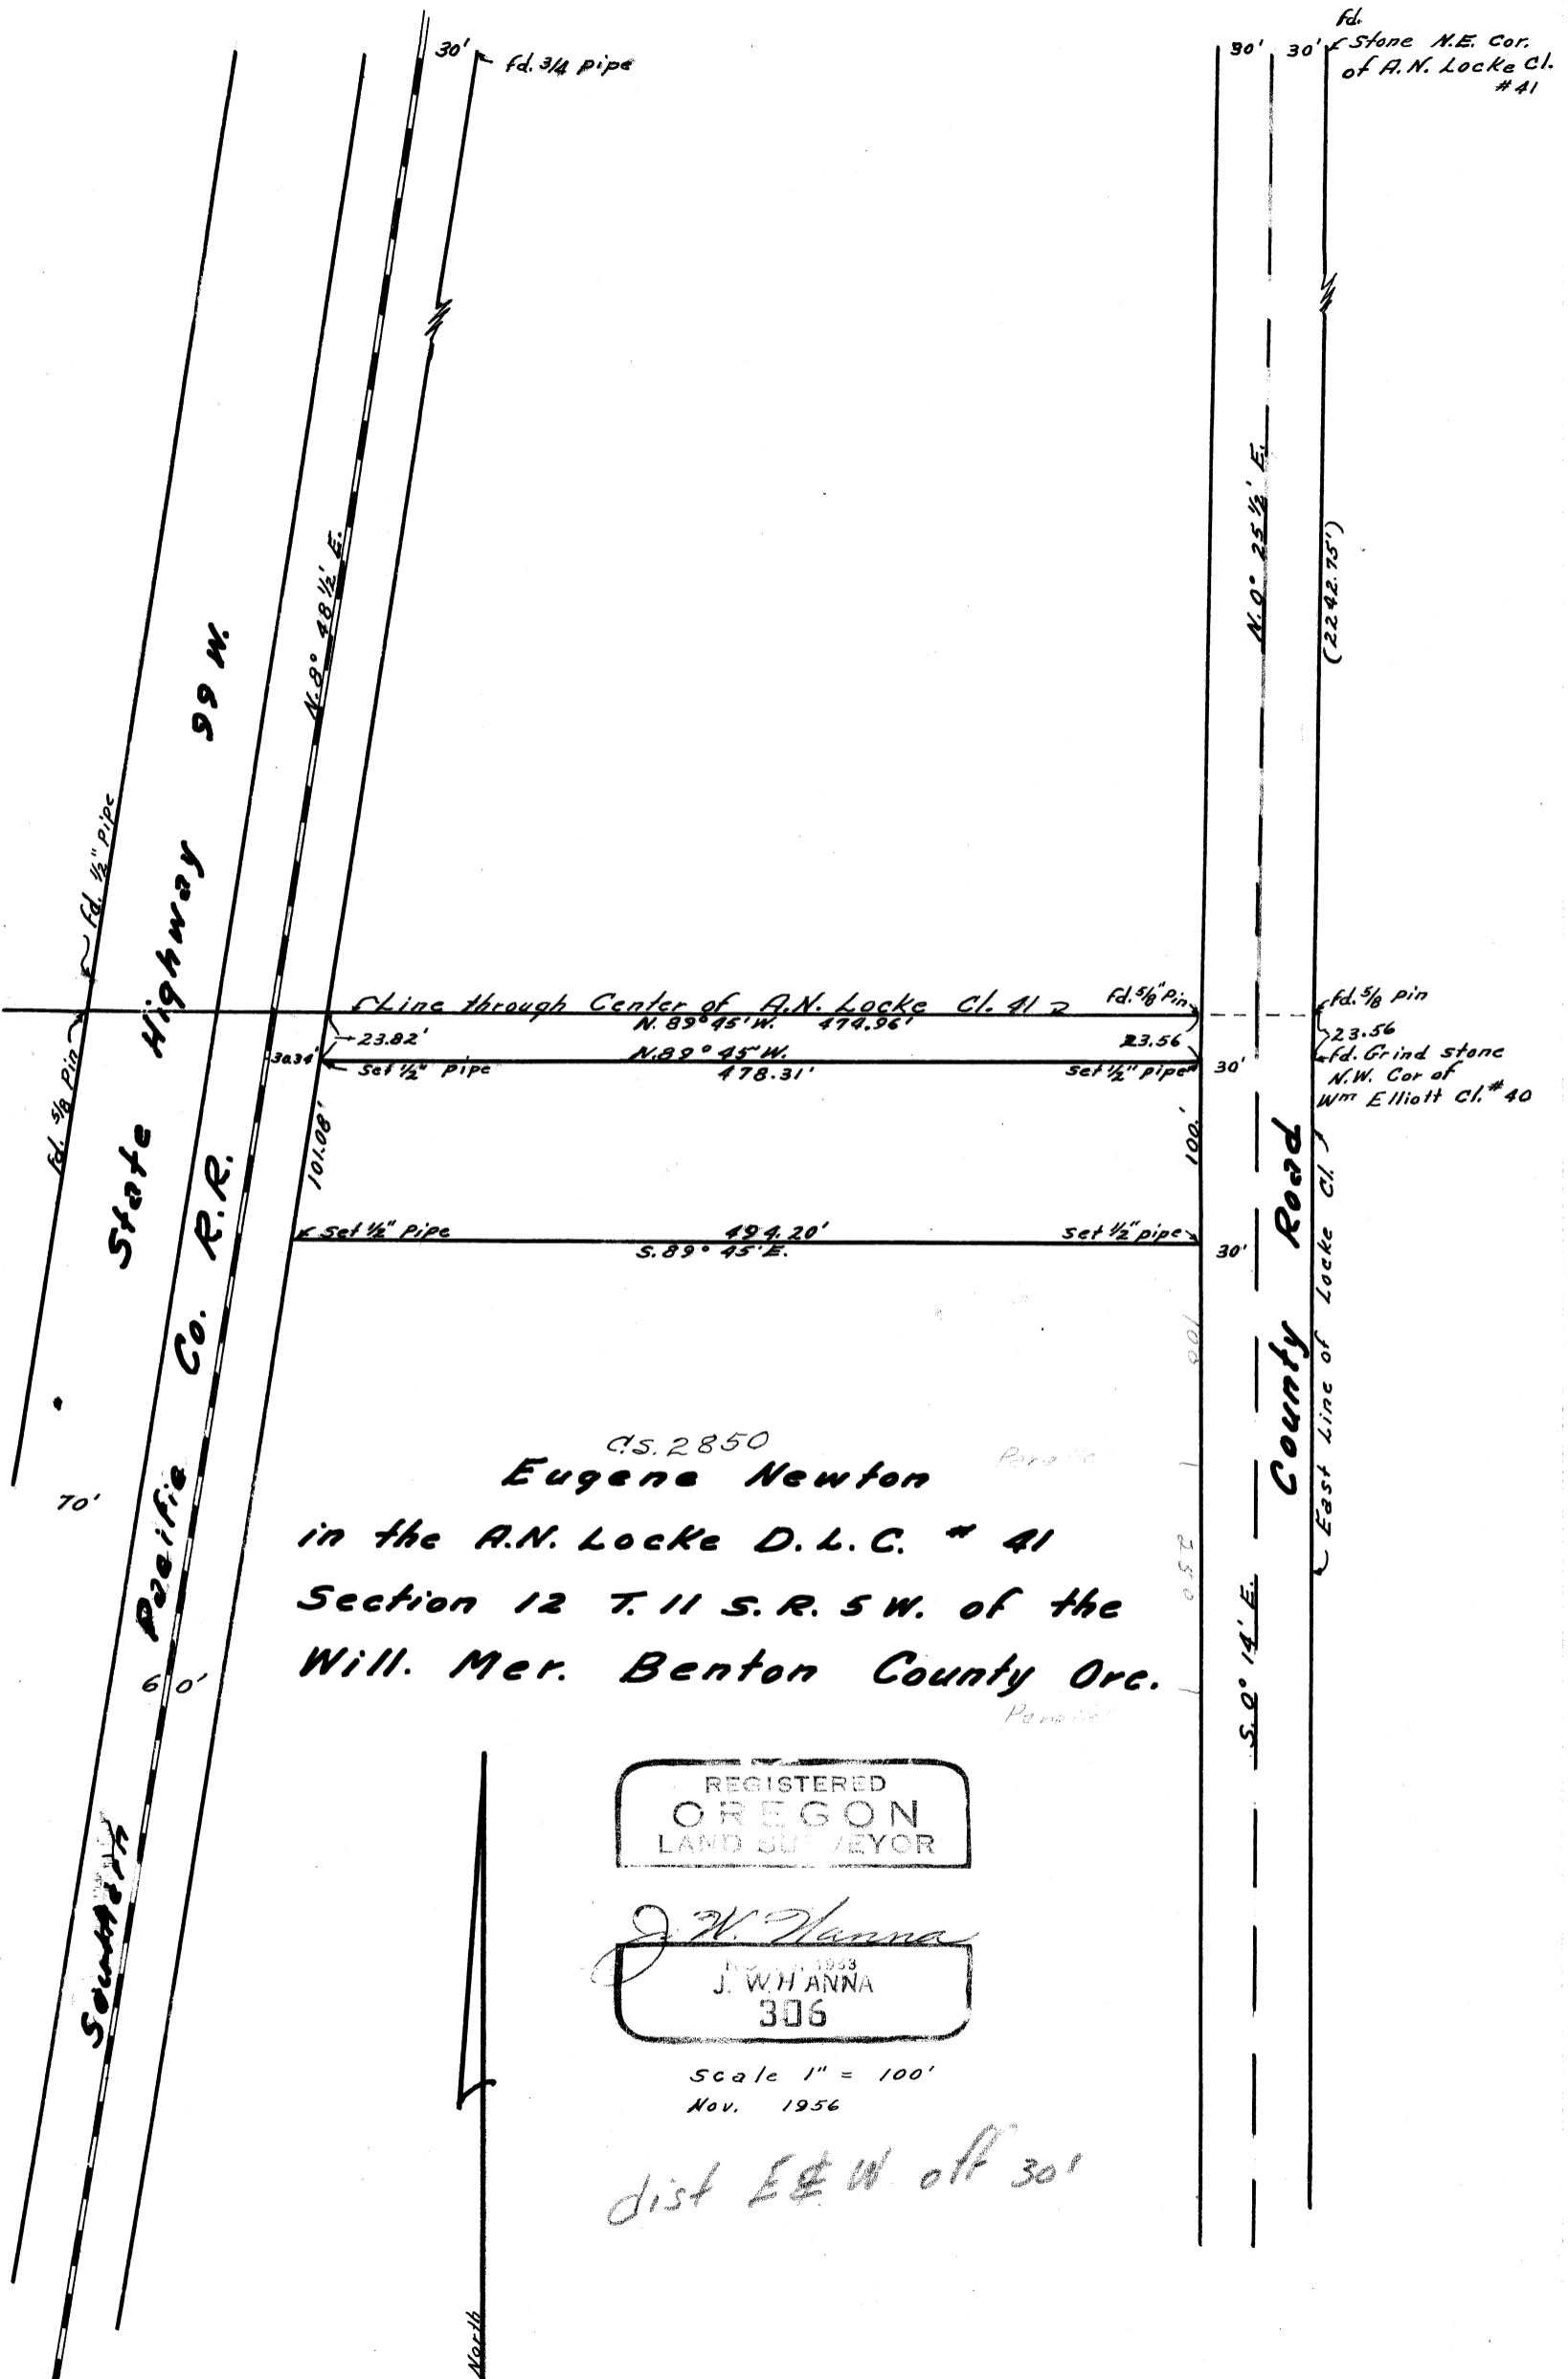 30'
fd. 3/4 pipe
30' 30'
fd.
Stone N.E. Cor.
of A.N. Locke Cl.
#41
N. 8° 48 1/2' E.
N. 0° 25 1/2' E.
(2242.75')
State Highway 99 W.
fd. 1/2" pipe
fd. 5/8 pin
Line through Center of A.N. Locke Cl. 41
N. 89° 45' W. 474.96'
fd. 5/8" Pin
fd. 5/8 pin
23.82'
23.56
23.56
30.34'
N. 89° 45' W.
478.31'
set 1/2" pipe
set 1/2" pipe
30'
fd. Grind stone
N.W. Cor of
Wm Elliott Cl. #40
101.08'
100.'
set 1/2" pipe
494.20'
S. 89° 45' E.
set 1/2" pipe
30'
County Road
East Line of Locke Cl.
100
250
S. 0° 14' E.
Southern Pacific Co. R.R.
70'
60'
C.S. 2850
Eugene Newton
in the A.N. Locke D.L.C. # 41
Section 12 T. 11 S. R. 5 W. of the
Will. Mer. Benton County Ore.
REGISTERED
OREGON
LAND SURVEYOR
J. W. Hanna
1953
J. W. HANNA
306
Scale 1" = 100'
Nov. 1956
dist E & W off 30'
North